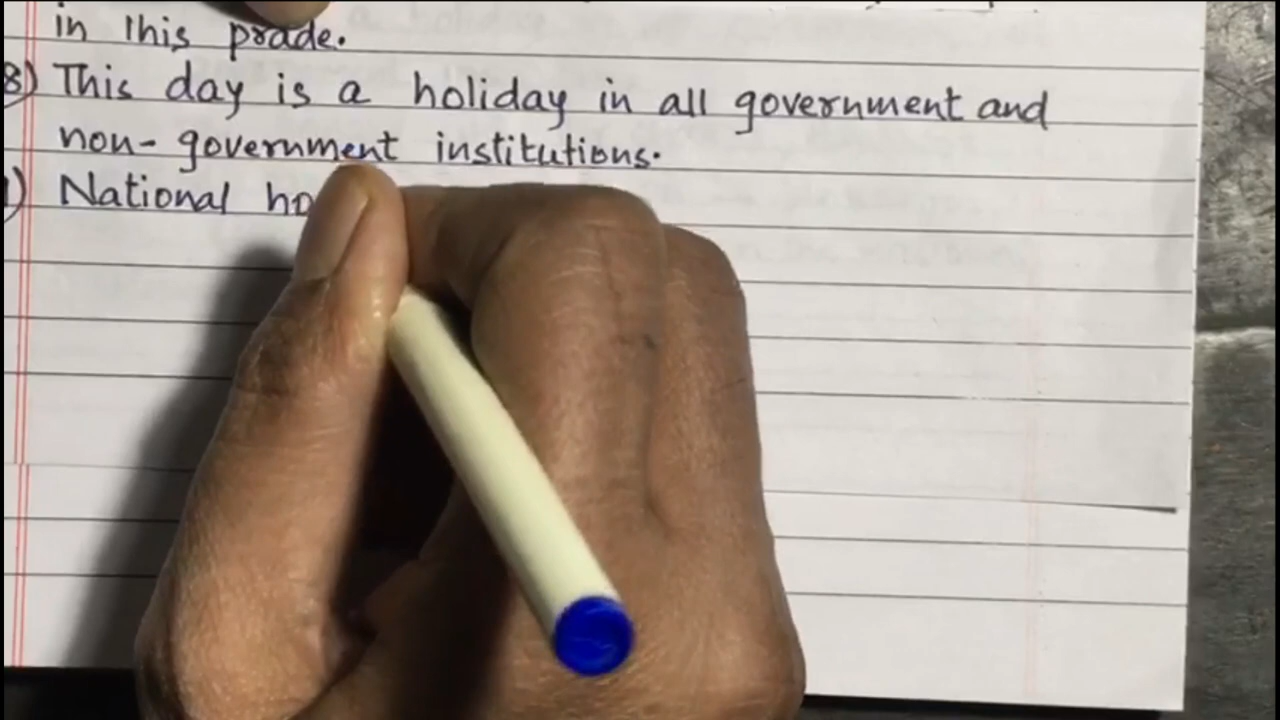 in this prade.
8) This day is a holiday in all government and
non- government institutions.
) National ho